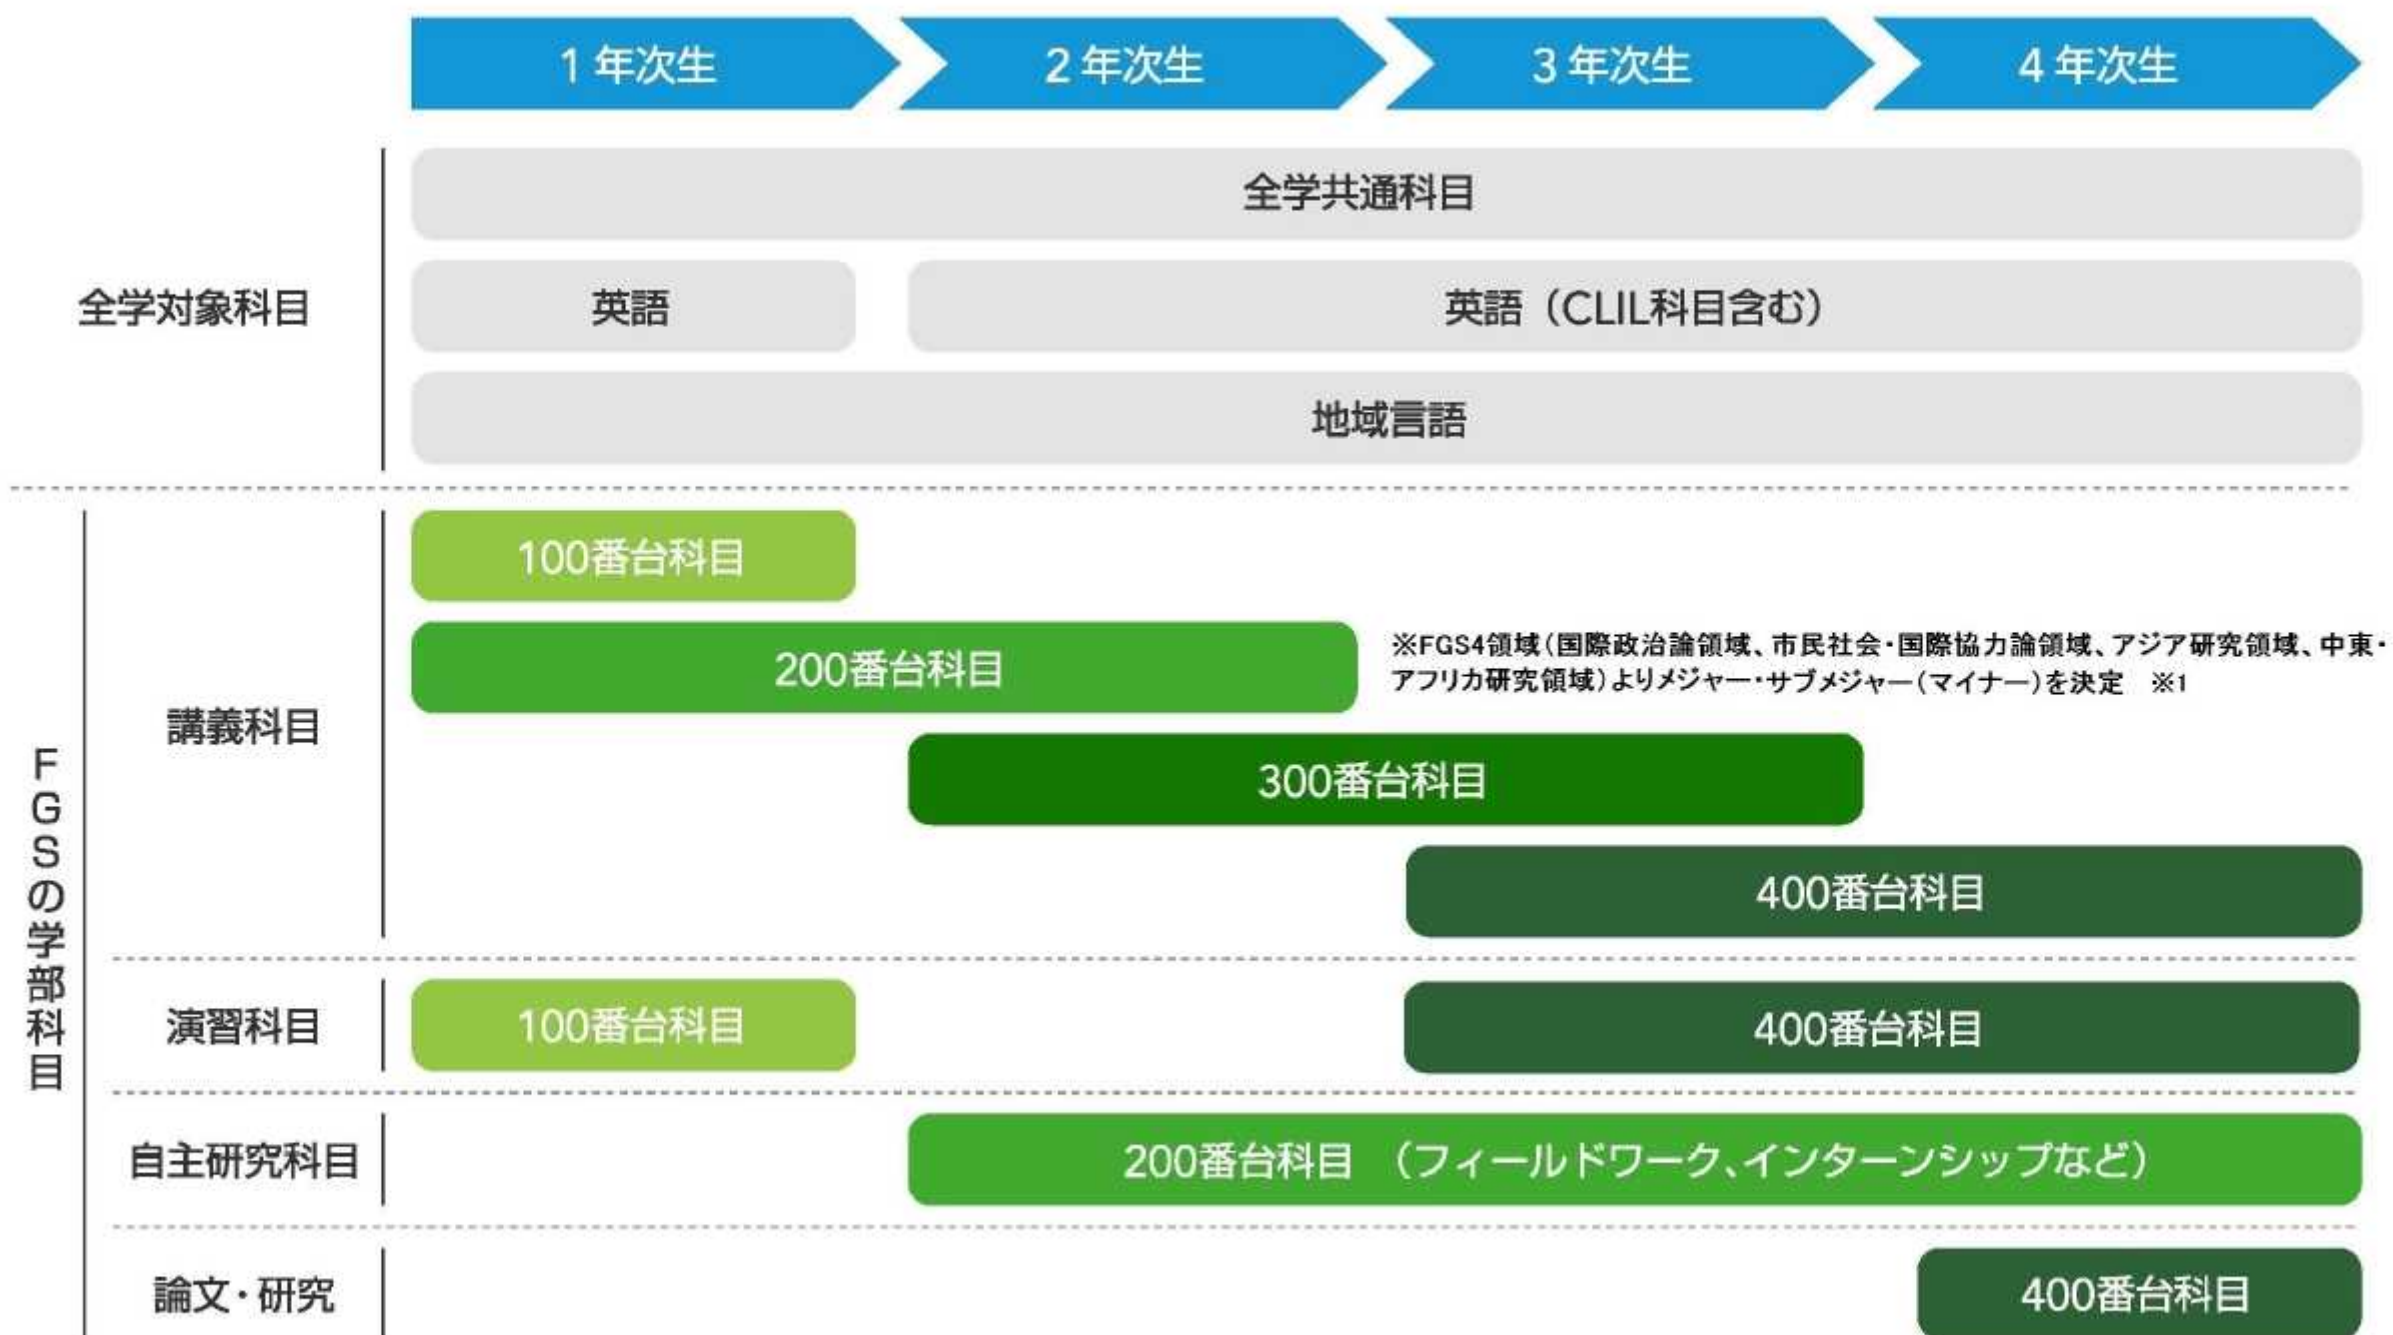 1年次生
2年次生
3年次生
4年次生
全学対象科目
全学共通科目
英語
英語（CLIL科目含む）
地域言語
FGSの学部科目
講義科目
100番台科目
200番台科目
※FGS4領域（国際政治論領域、市民社会・国際協力論領域、アジア研究領域、中東・
アフリカ研究領域）よりメジャー・サブメジャー（マイナー）を決定　※1
300番台科目
400番台科目
演習科目
100番台科目
400番台科目
自主研究科目
200番台科目　（フィールドワーク、インターンシップなど）
論文・研究
400番台科目